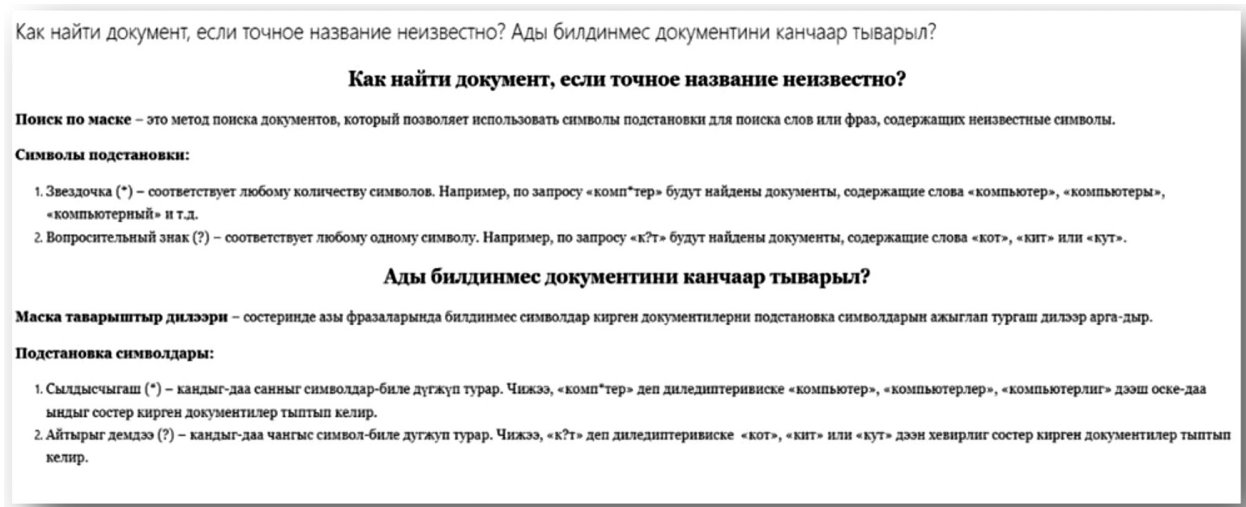 Как найти документ, если точное название неизвестно? Ады билдинмес документини канчаар тыварыл?
Как найти документ, если точное название неизвестно?
Поиск по маске – это метод поиска документов, который позволяет использовать символы подстановки для поиска слов или фраз, содержащих неизвестные символы.
Символы подстановки:
1. Звездочка (*) – соответствует любому количеству символов. Например, по запросу «комп*тер» будут найдены документы, содержащие слова «компьютер», «компьютеры»,
«компьютерный» и т.д.
2. Вопросительный знак (?) – соответствует любому одному символу. Например, по запросу «к?т» будут найдены документы, содержащие слова «кот», «кит» или «кут».
Ады билдинмес документини канчаар тыварыл?
Маска таварыштыр дилээри – состеринде азы фразаларында билдинмес символдар кирген документилерни подстановка символдарын ажыглап тургаш дилээр арга-дыр.
Подстановка символдары:
1. Сылдысчыгаш (*) – кандыг-даа санныг символдар-биле дүгжүп турар. Чижээ, «комп*тер» деп диледиптеривиске «компьютер», «компьютерлер», «компьютерлиг» дээш оске-даа
ындыг состер кирген документилер тыптып келир.
2. Айтырыг демдээ (?) – кандыг-даа чангыс символ-биле дугжуп турар. Чижээ, «к?т» деп диледиптеривиске «кот», «кит» или «кут» дээн хевирлиг состер кирген документилер тыптып
келир.